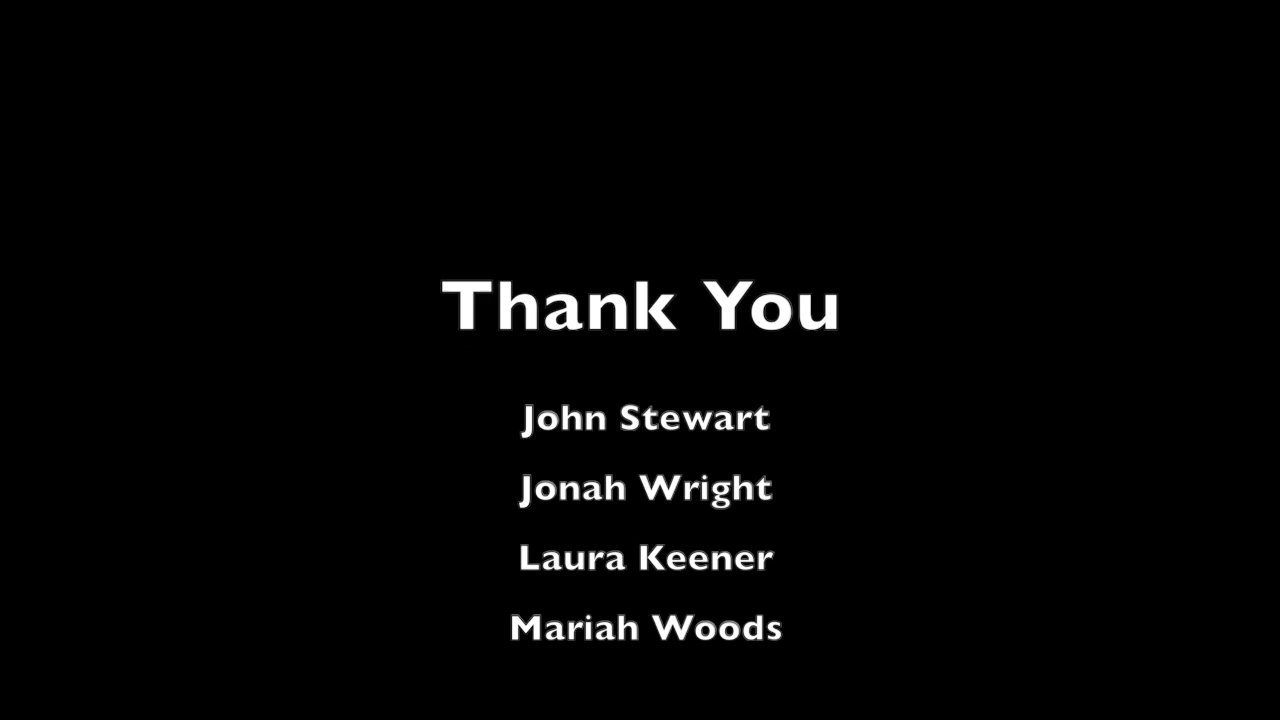 Thank You
John Stewart
Jonah Wright
Laura Keener
Mariah Woods